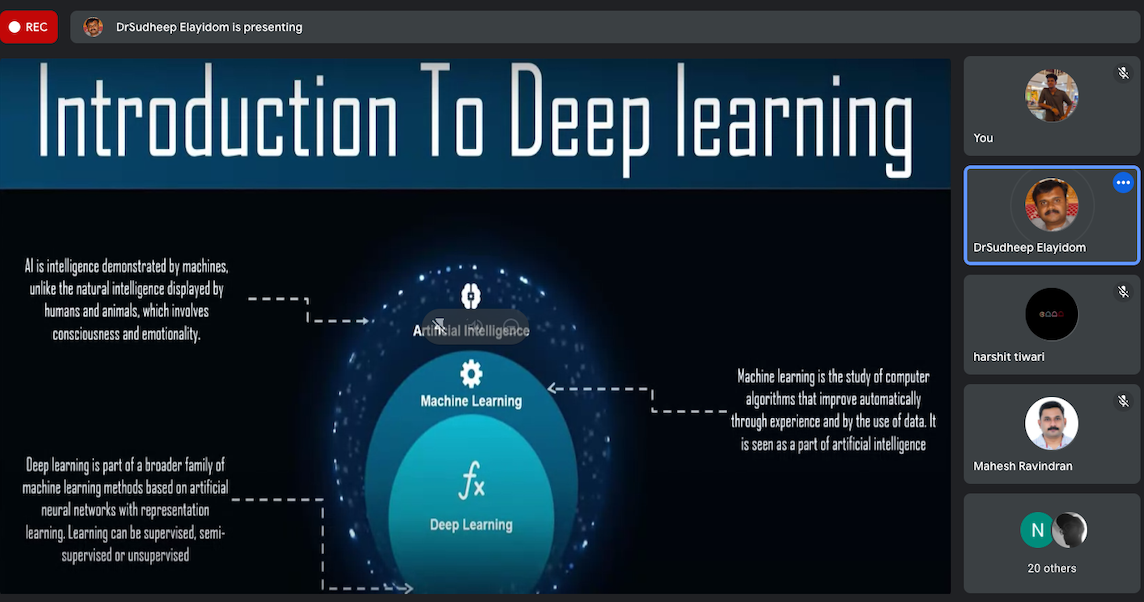 REC
DrSudheep Elayidom is presenting
Introduction To Deep learning
AI is intelligence demonstrated by machines,
unlike the natural intelligence displayed by
humans and animals, which involves
consciousness and emotionality.
Artificial Intelligence
Machine Learning
Machine learning is the study of computer
algorithms that improve automatically
through experience and by the use of data. It
is seen as a part of artificial intelligence
Deep learning is part of a broader family of
machine learning methods based on artificial
neural networks with representation
learning. Learning can be supervised, semi-
supervised or unsupervised
fx
Deep Learning
You
DrSudheep Elayidom
harshit tiwari
Mahesh Ravindran
N
20 others